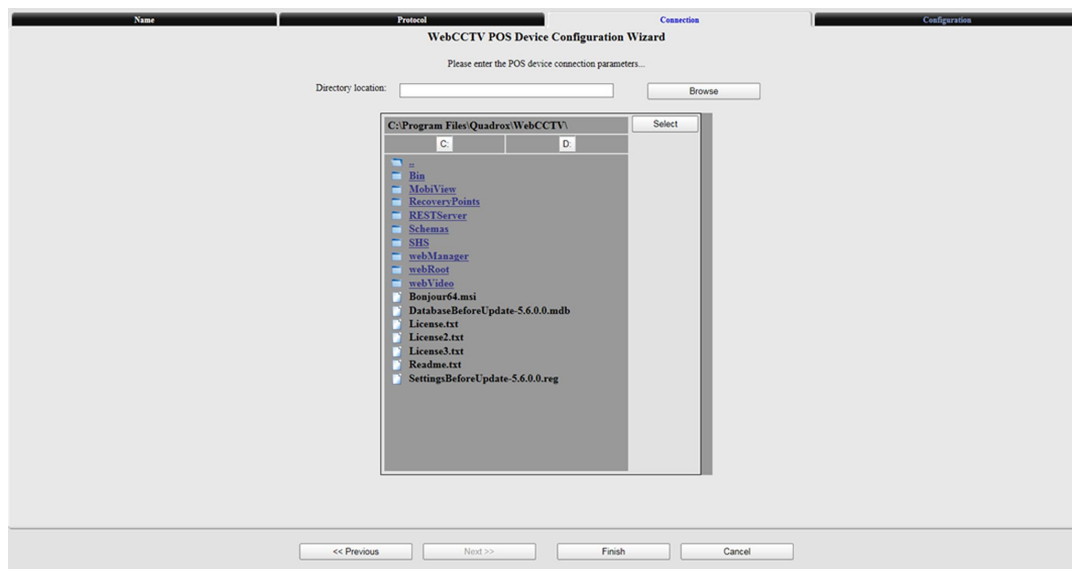 Name Protocol Connection Configuration
WebCCTV POS Device Configuration Wizard
Please enter the POS device connection parameters...
Directory location: Browse
C:\Program Files\Quadrox\WebCCTV\ Select
C: D:
..
Bin
MobiView
RecoveryPoints
RESTServer
Schemas
SHS
webManager
webRoot
webVideo
Bonjour64.msi
DatabaseBeforeUpdate-5.6.0.0.mdb
License.txt
License2.txt
License3.txt
Readme.txt
SettingsBeforeUpdate-5.6.0.0.reg
<< Previous Next >> Finish Cancel